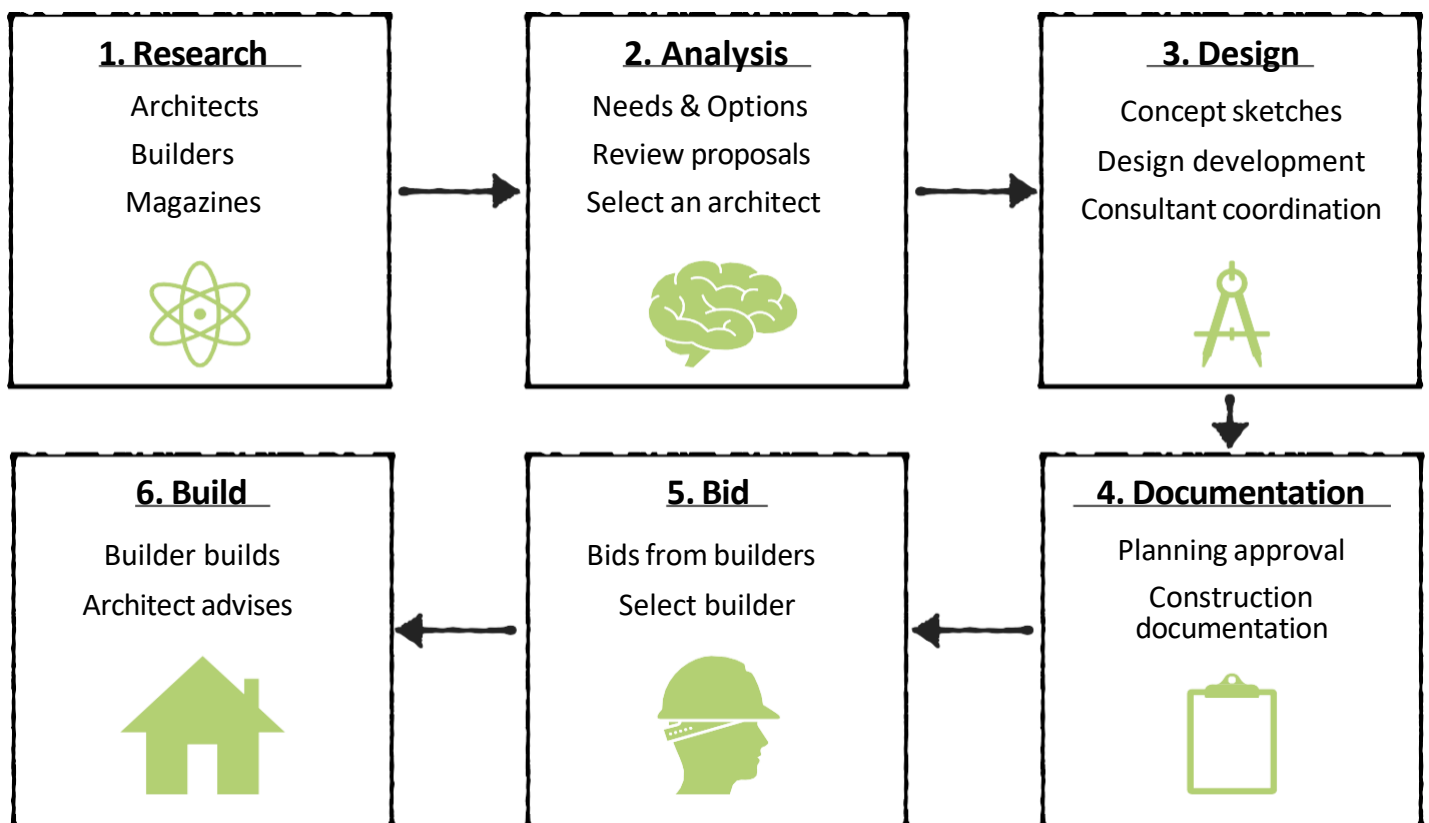 1. Research
Architects
Builders
Magazines
2. Analysis
Needs & Options
Review proposals
Select an architect
3. Design
Concept sketches
Design development
Consultant coordination
4. Documentation
Planning approval
Construction
documentation
5. Bid
Bids from builders
Select builder
6. Build
Builder builds
Architect advises